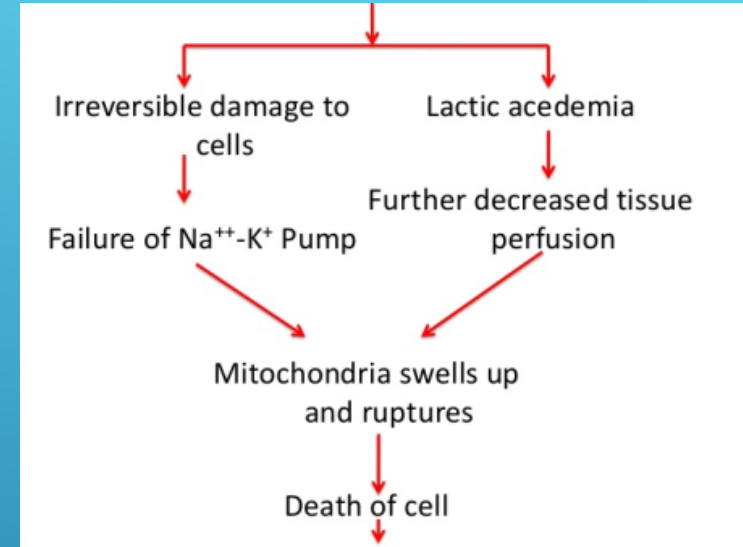 Irreversible damage to
cells
Lactic acedemia
Failure of Na⁺⁺-K⁺ Pump
Further decreased tissue
perfusion
Mitochondria swells up
and ruptures
Death of cell